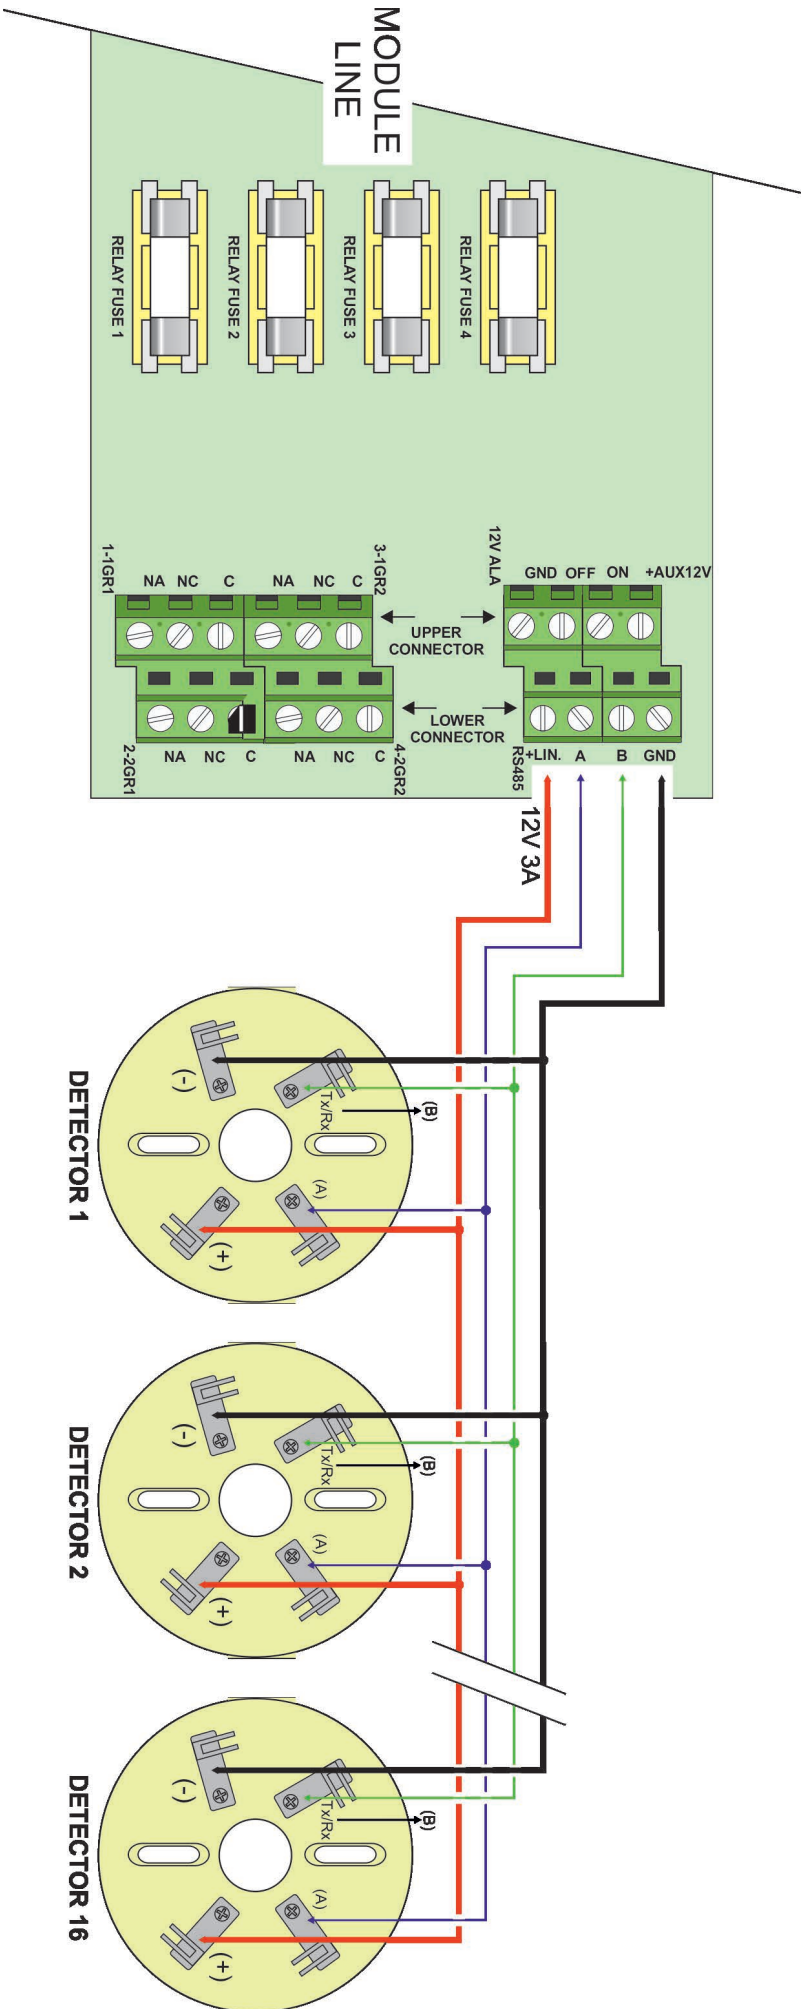 MODULE
LINE
RELAY FUSE 1
RELAY FUSE 2
RELAY FUSE 3
RELAY FUSE 4
1-1GR1
NA NC C
NA NC C
3-1GR2
12V ALA
GND OFF ON +AUX12V
UPPER
CONNECTOR
LOWER
CONNECTOR
2-2GR1
NA NC C
NA NC C
4-2GR2
RS485
+LIN. A B GND
12V 3A
(-)
Tx/Rx
(B)
(A)
(+)
DETECTOR 1
(-)
Tx/Rx
(B)
(A)
(+)
DETECTOR 2
(-)
Tx/Rx
(B)
(A)
(+)
DETECTOR 16